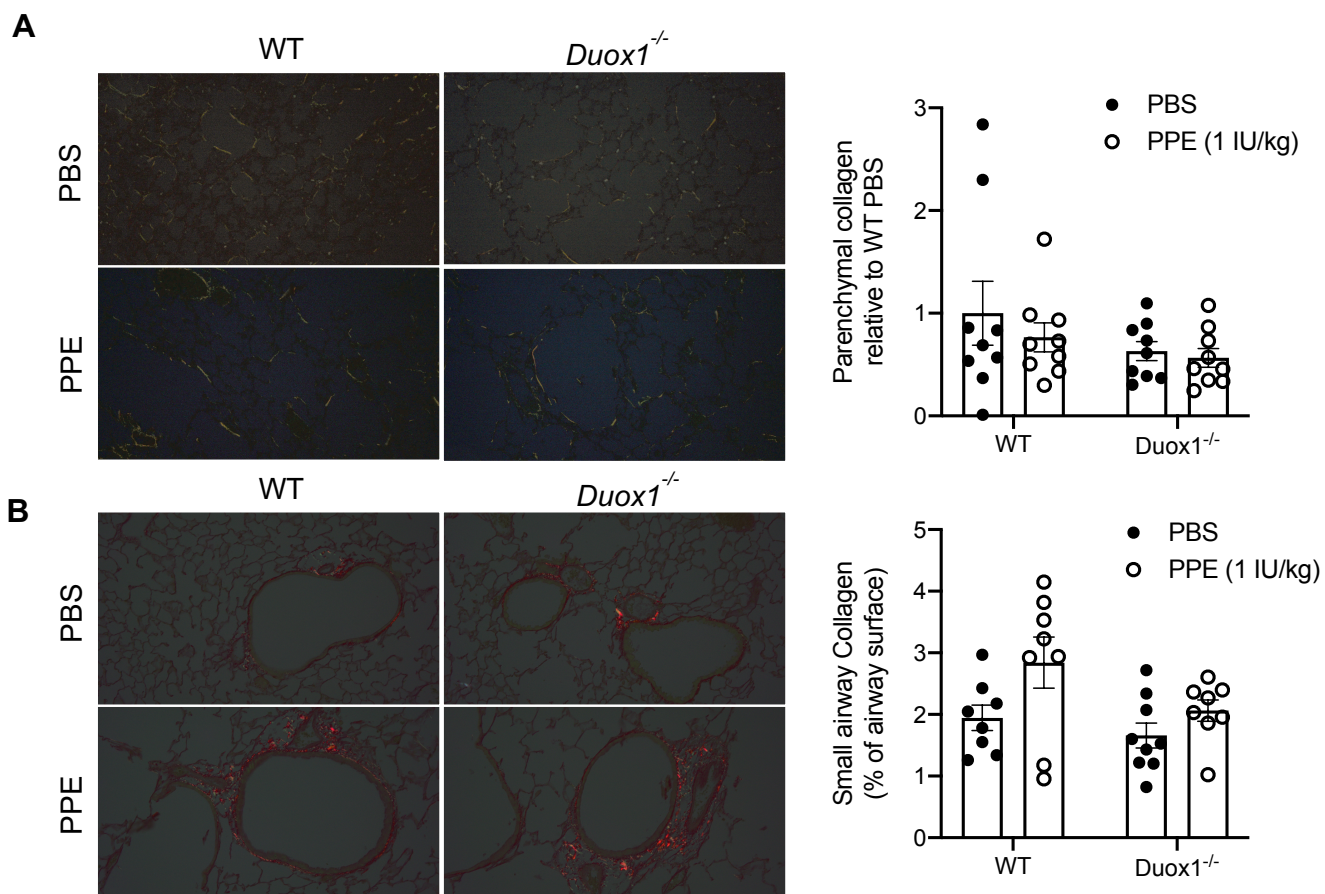 A
WT
Duox1-/-
PBS
PPE
3
2
1
0
Parenchymal collagen
relative to WT PBS
PBS
PPE (1 IU/kg)
WT
Duox1-/-
B
WT
Duox1-/-
PBS
PPE
5
4
3
2
1
0
Small airway Collagen
(% of airway surface)
PBS
PPE (1 IU/kg)
WT
Duox1-/-